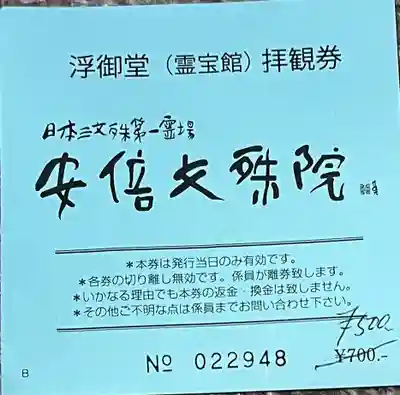 浮御堂（霊宝館）拝観券
日本三文殊第一霊場
安倍文殊院
＊本券は発行当日のみ有効です。
＊各券の切り離し無効です。係員が離券致します。
＊いかなる理由でも本券の返金・換金は致しません。
＊その他ご不明な点は係員までお問い合わせ下さい。
¥500
№ 022948
¥700.-
B